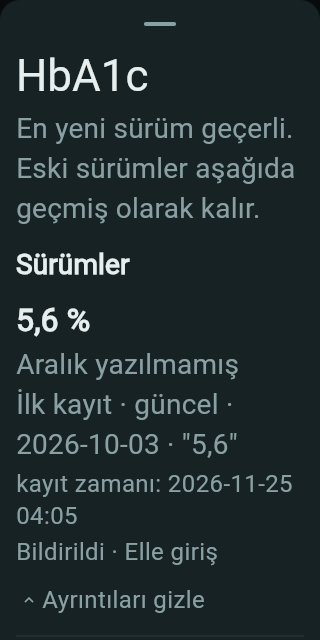 HbA1c
En yeni sürüm geçerli.
Eski sürümler aşağıda
geçmiş olarak kalır.
Sürümler
5,6 %
Aralık yazılmamış
İlk kayıt · güncel ·
2026-10-03 · "5,6"
kayıt zamanı: 2026-11-25
04:05
Bildirildi · Elle giriş
Ayrıntıları gizle